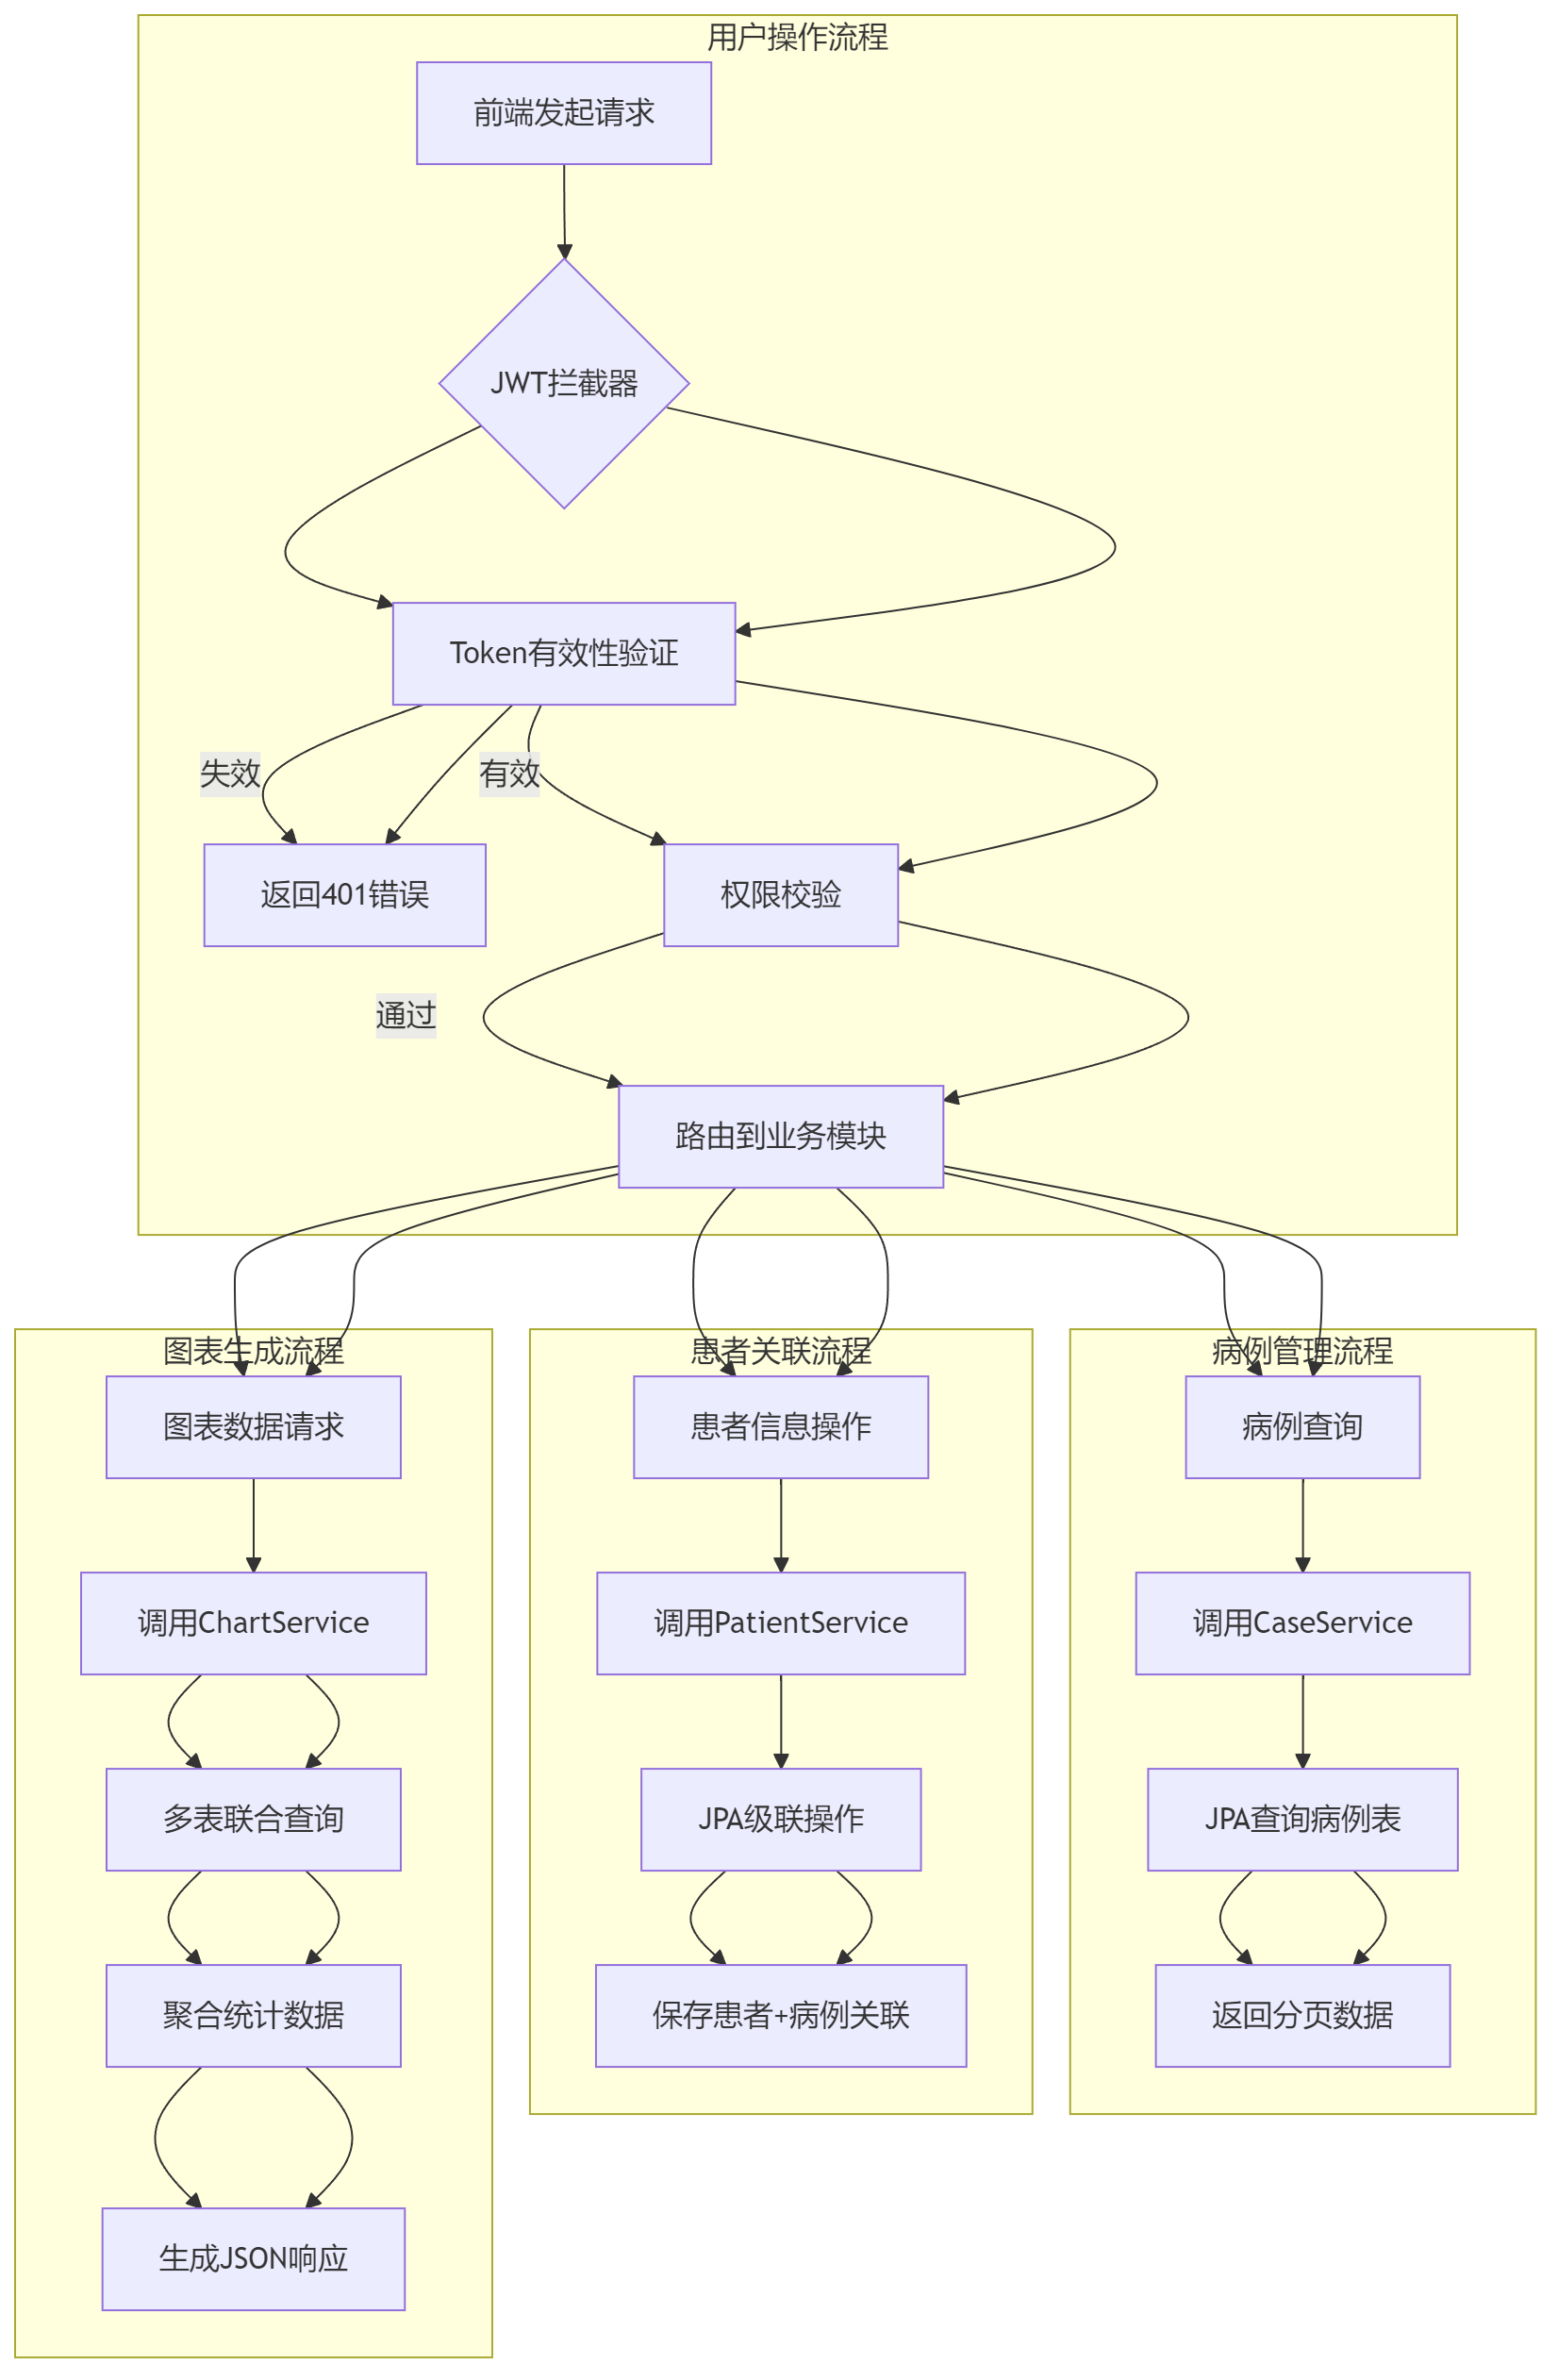 用户操作流程
前端发起请求
JWT拦截器
Token有效性验证
失效
有效
返回401错误
权限校验
通过
路由到业务模块
图表生成流程
图表数据请求
调用ChartService
多表联合查询
聚合统计数据
生成JSON响应
患者关联流程
患者信息操作
调用PatientService
JPA级联操作
保存患者+病例关联
病例管理流程
病例查询
调用CaseService
JPA查询病例表
返回分页数据